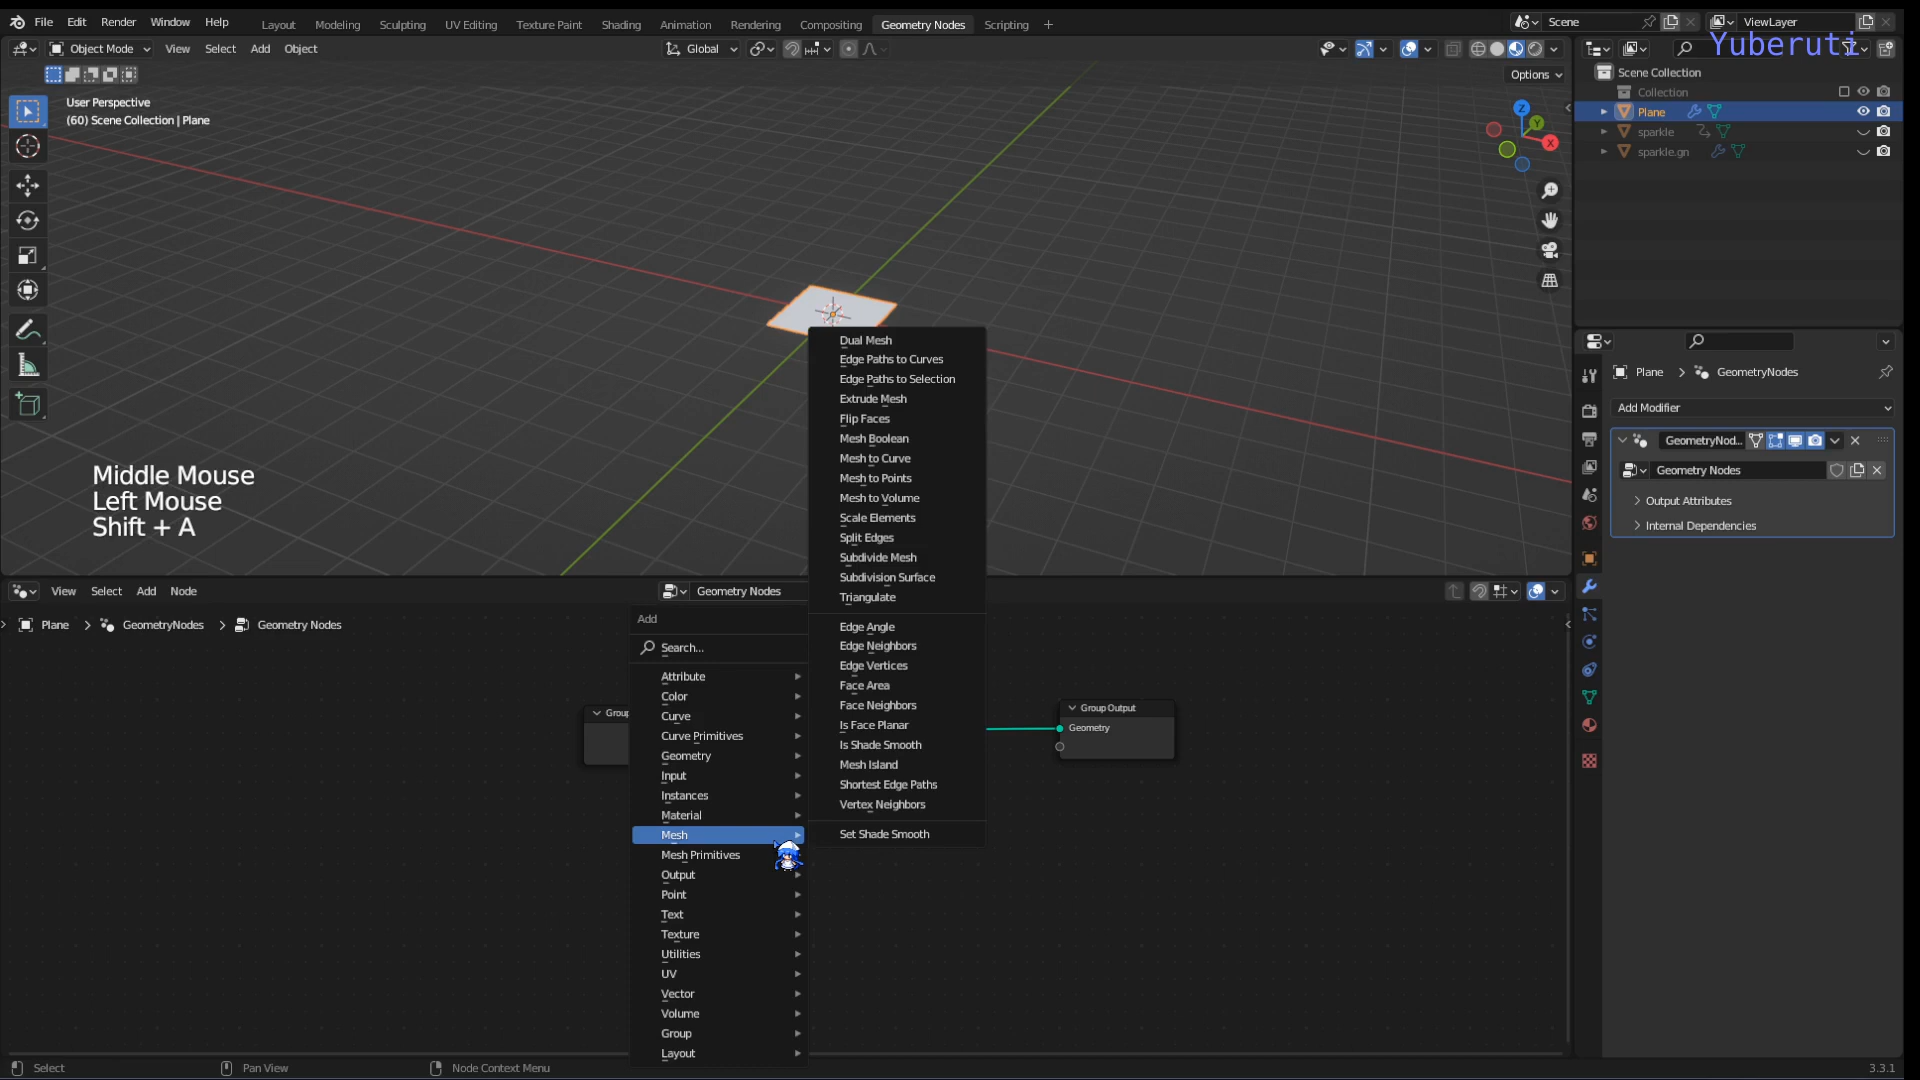 File Edit Render Window Help Layout Modeling Sculpting UV Editing Texture Paint Shading Animation Rendering Compositing Geometry Nodes Scripting + Scene ViewLayer
Object Mode View Select Add Object Global Yuberuti
Options
Scene Collection
Collection
Plane
sparkle
sparkle.gn
User Perspective
(60) Scene Collection | Plane
Z
Y
X
Middle Mouse
Left Mouse
Shift + A
Dual Mesh
Edge Paths to Curves
Edge Paths to Selection
Extrude Mesh
Flip Faces
Mesh Boolean
Mesh to Curve
Mesh to Points
Mesh to Volume
Scale Elements
Split Edges
Subdivide Mesh
Subdivision Surface
Triangulate
Edge Angle
Edge Neighbors
Edge Vertices
Face Area
Face Neighbors
Is Face Planar
Is Shade Smooth
Mesh Island
Shortest Edge Paths
Vertex Neighbors
Set Shade Smooth
Plane > GeometryNodes
Add Modifier
GeometryNod...
Geometry Nodes
Output Attributes
Internal Dependencies
View Select Add Node Geometry Nodes
Plane > GeometryNodes > Geometry Nodes
Add
Search...
Attribute
Color
Curve
Curve Primitives
Geometry
Input
Instances
Material
Mesh
Mesh Primitives
Output
Point
Text
Texture
Utilities
UV
Vector
Volume
Group
Layout
Group
Group Output
Geometry
Select Pan View Node Context Menu 3.3.1